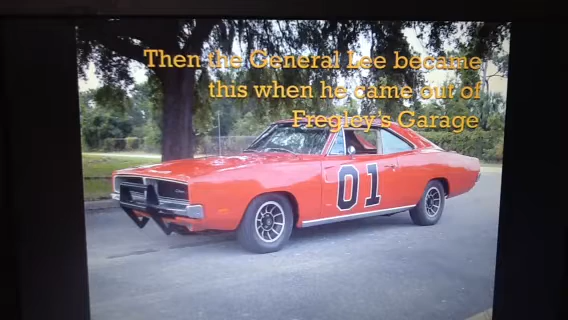 Then the General Lee became
this when he came out of
Fregley's Garage
01